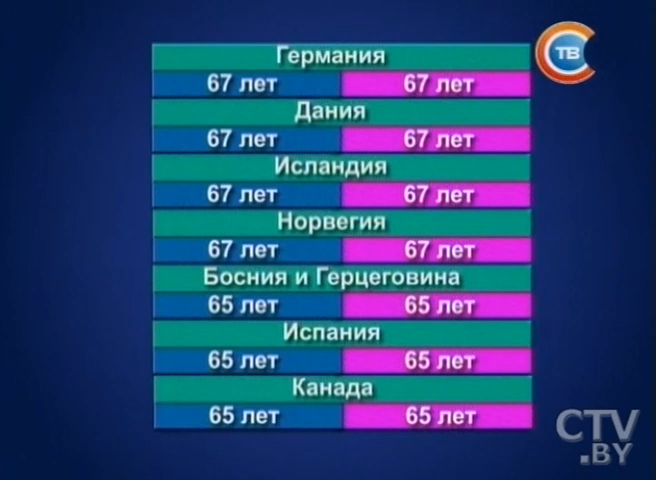 Германия
67 лет 67 лет
Дания
67 лет 67 лет
Исландия
67 лет 67 лет
Норвегия
67 лет 67 лет
Босния и Герцеговина
65 лет 65 лет
Испания
65 лет 65 лет
Канада
65 лет 65 лет
СТВ
CTV
.BY